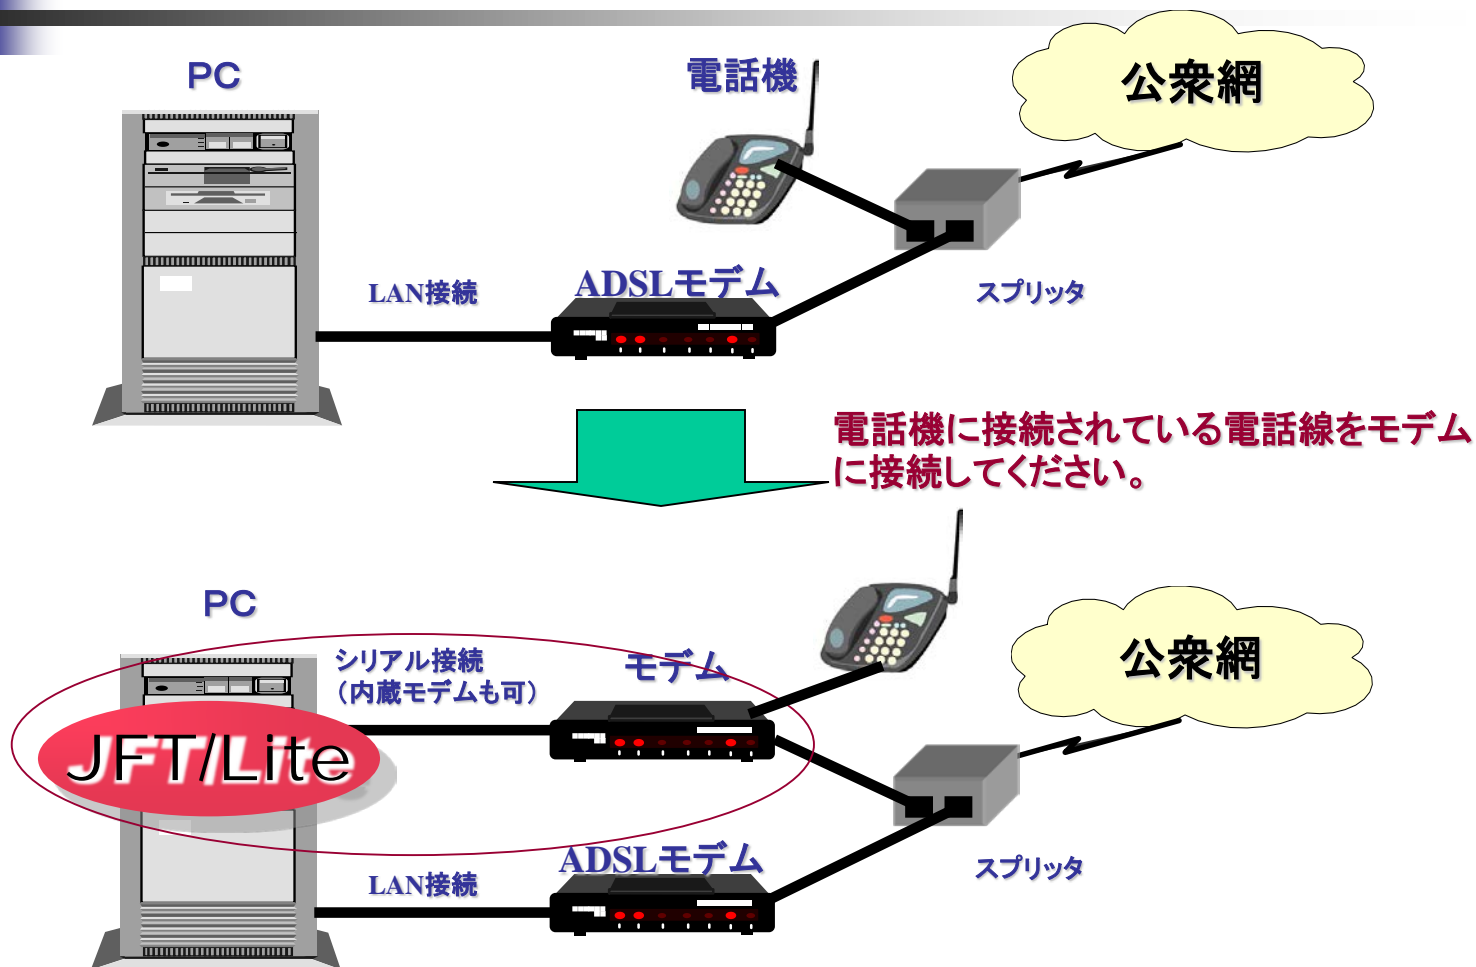 PC
電話機
公衆網
LAN接続
ADSLモデム
スプリッタ
電話機に接続されている電話線をモデム
に接続してください。
PC
シリアル接続
（内蔵モデムも可）
モデム
公衆網
JFT/Lite
ADSLモデム
スプリッタ
LAN接続